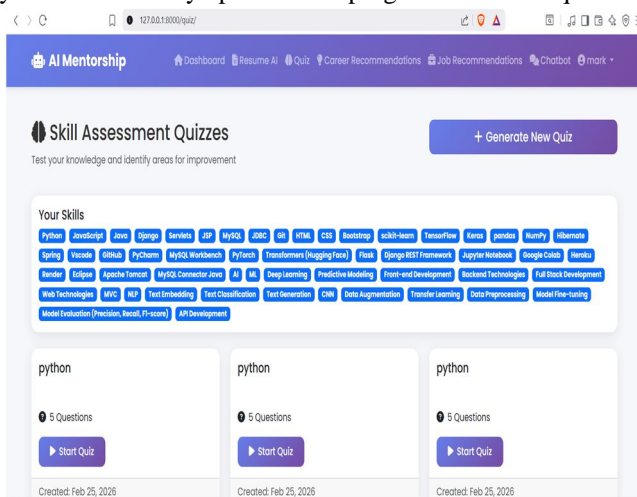 127.0.0.1:8000/quiz/
AI Mentorship Dashboard Resume AI Quiz Career Recommendations Job Recommendations Chatbot mark
Skill Assessment Quizzes
+ Generate New Quiz
Test your knowledge and identify areas for improvement
Your Skills
Python JavaScript Java Django Servlets JSP MySQL JDBC Git HTML CSS Bootstrap scikit-learn TensorFlow Keras pandas NumPy Hibernate
Spring Vscode GitHub PyCharm MySQL Workbench PyTorch Transformers (Hugging Face) Flask Django REST Framework Jupyter Notebook Google Colab Heroku
Render Eclipse Apache Tomcat MySQL Connector Java AI ML Deep Learning Predictive Modeling Front-end Development Backend Technologies Full Stack Development
Web Technologies MVC NLP Text Embedding Text Classification Text Generation CNN Data Augmentation Transfer Learning Data Preprocessing Model Fine-tuning
Model Evaluation (Precision, Recall, F1-score) API Development
python python python
5 Questions 5 Questions 5 Questions
Start Quiz Start Quiz Start Quiz
Created: Feb 25, 2026 Created: Feb 25, 2026 Created: Feb 25, 2026